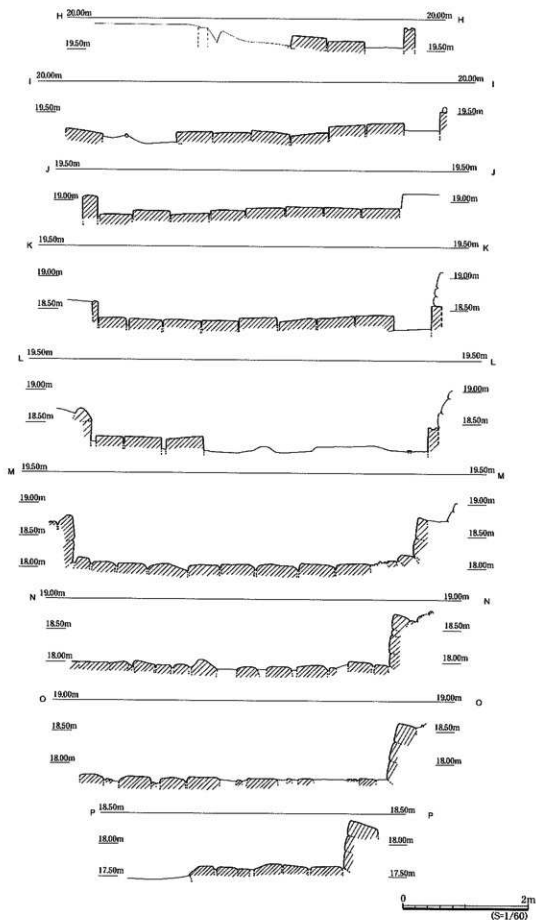 H 20.00m 20.00m H
19.50m 19.50m
I 20.00m 20.00m I
19.50m 19.50m
J 19.50m 19.50m J
19.00m 19.00m
K 19.50m 19.50m K
19.00m 19.00m
18.50m 18.50m
L 19.50m 19.50m L
19.00m 19.00m
18.50m 18.50m
M 19.50m 19.50m M
19.00m 19.00m
18.50m 18.50m
18.00m 18.00m
N 19.00m 19.00m N
18.50m 18.50m
18.00m 18.00m
O 19.00m 19.00m O
18.50m 18.50m
18.00m 18.00m
P 18.50m 18.50m P
18.00m 18.00m
17.50m 17.50m
0 2m
(S=1/60)